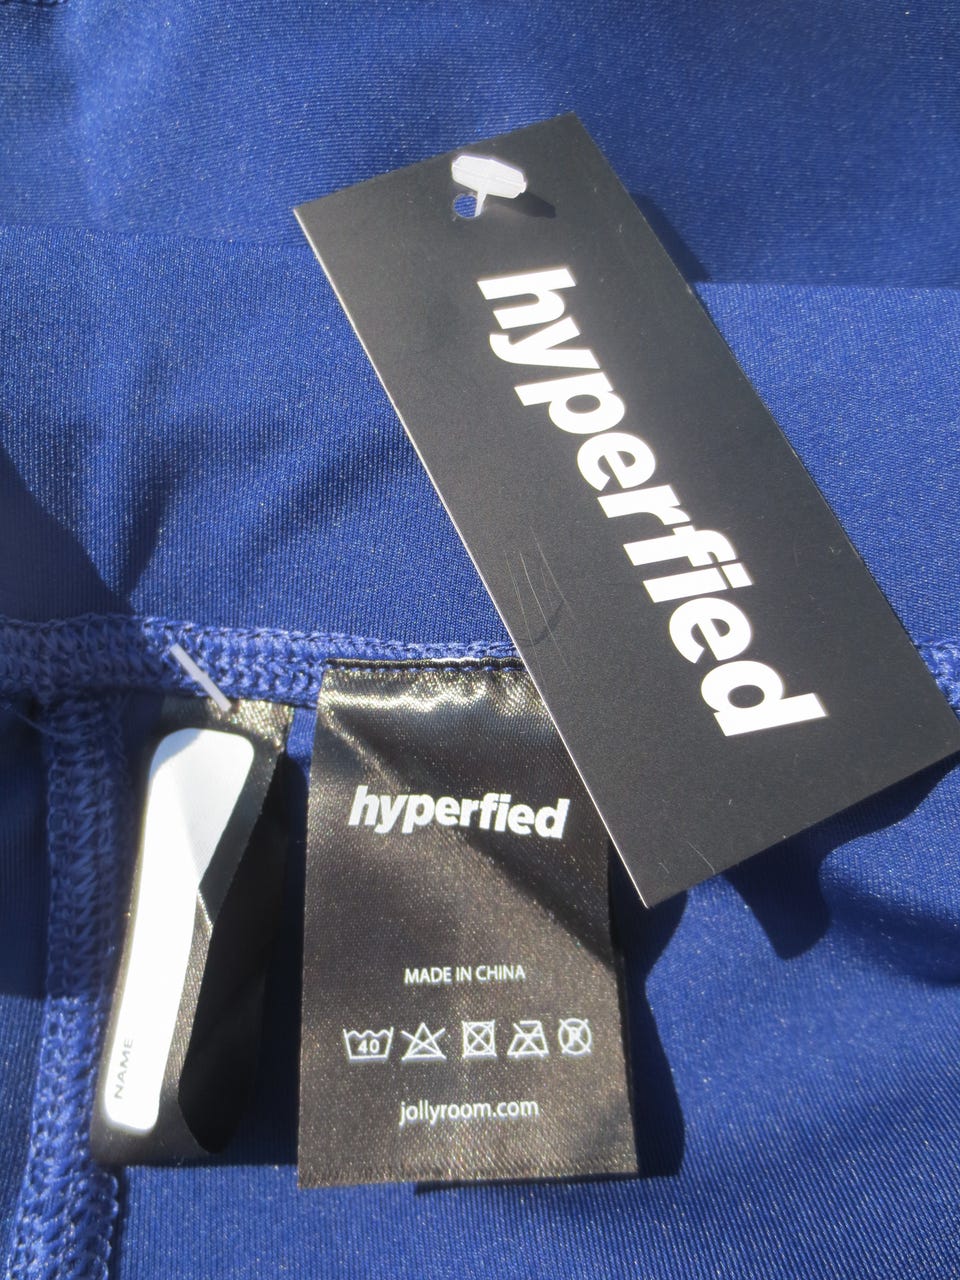 hyperfied
hyperfied
MADE IN CHINA
40
P
jollyroom.com
NAME